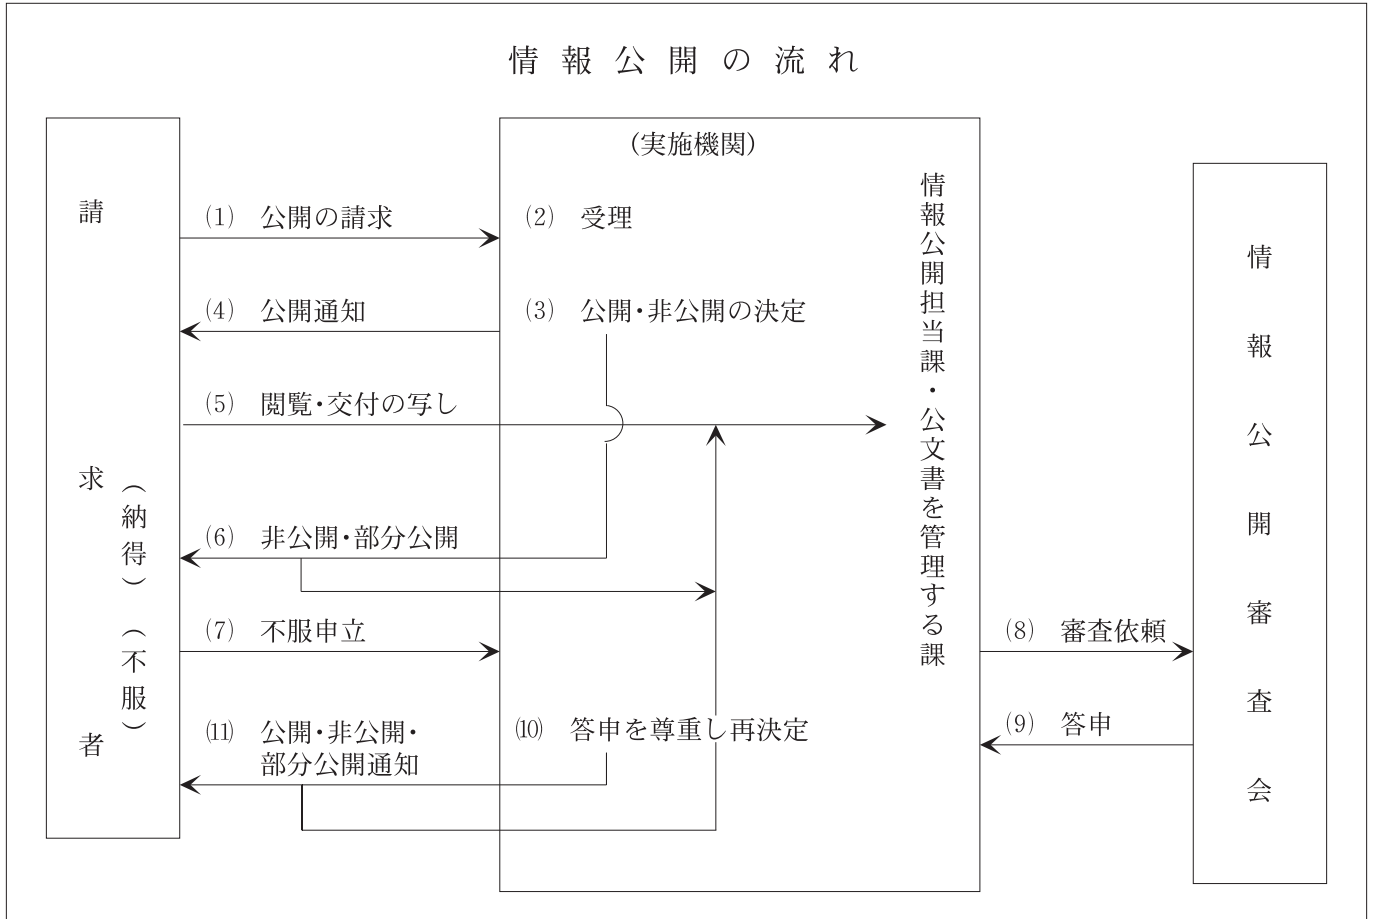 情報公開の流れ
請求者
（納得）（不服）
（実施機関）
⑴ 公開の請求
⑵ 受理
⑷ 公開通知
⑶ 公開・非公開の決定
⑸ 閲覧・交付の写し
⑹ 非公開・部分公開
⑺ 不服申立
⑾ 公開・非公開・
部分公開通知
⑽ 答申を尊重し再決定
情報公開担当課・公文書を管理する課
⑻ 審査依頼
⑼ 答申
情報公開審査会